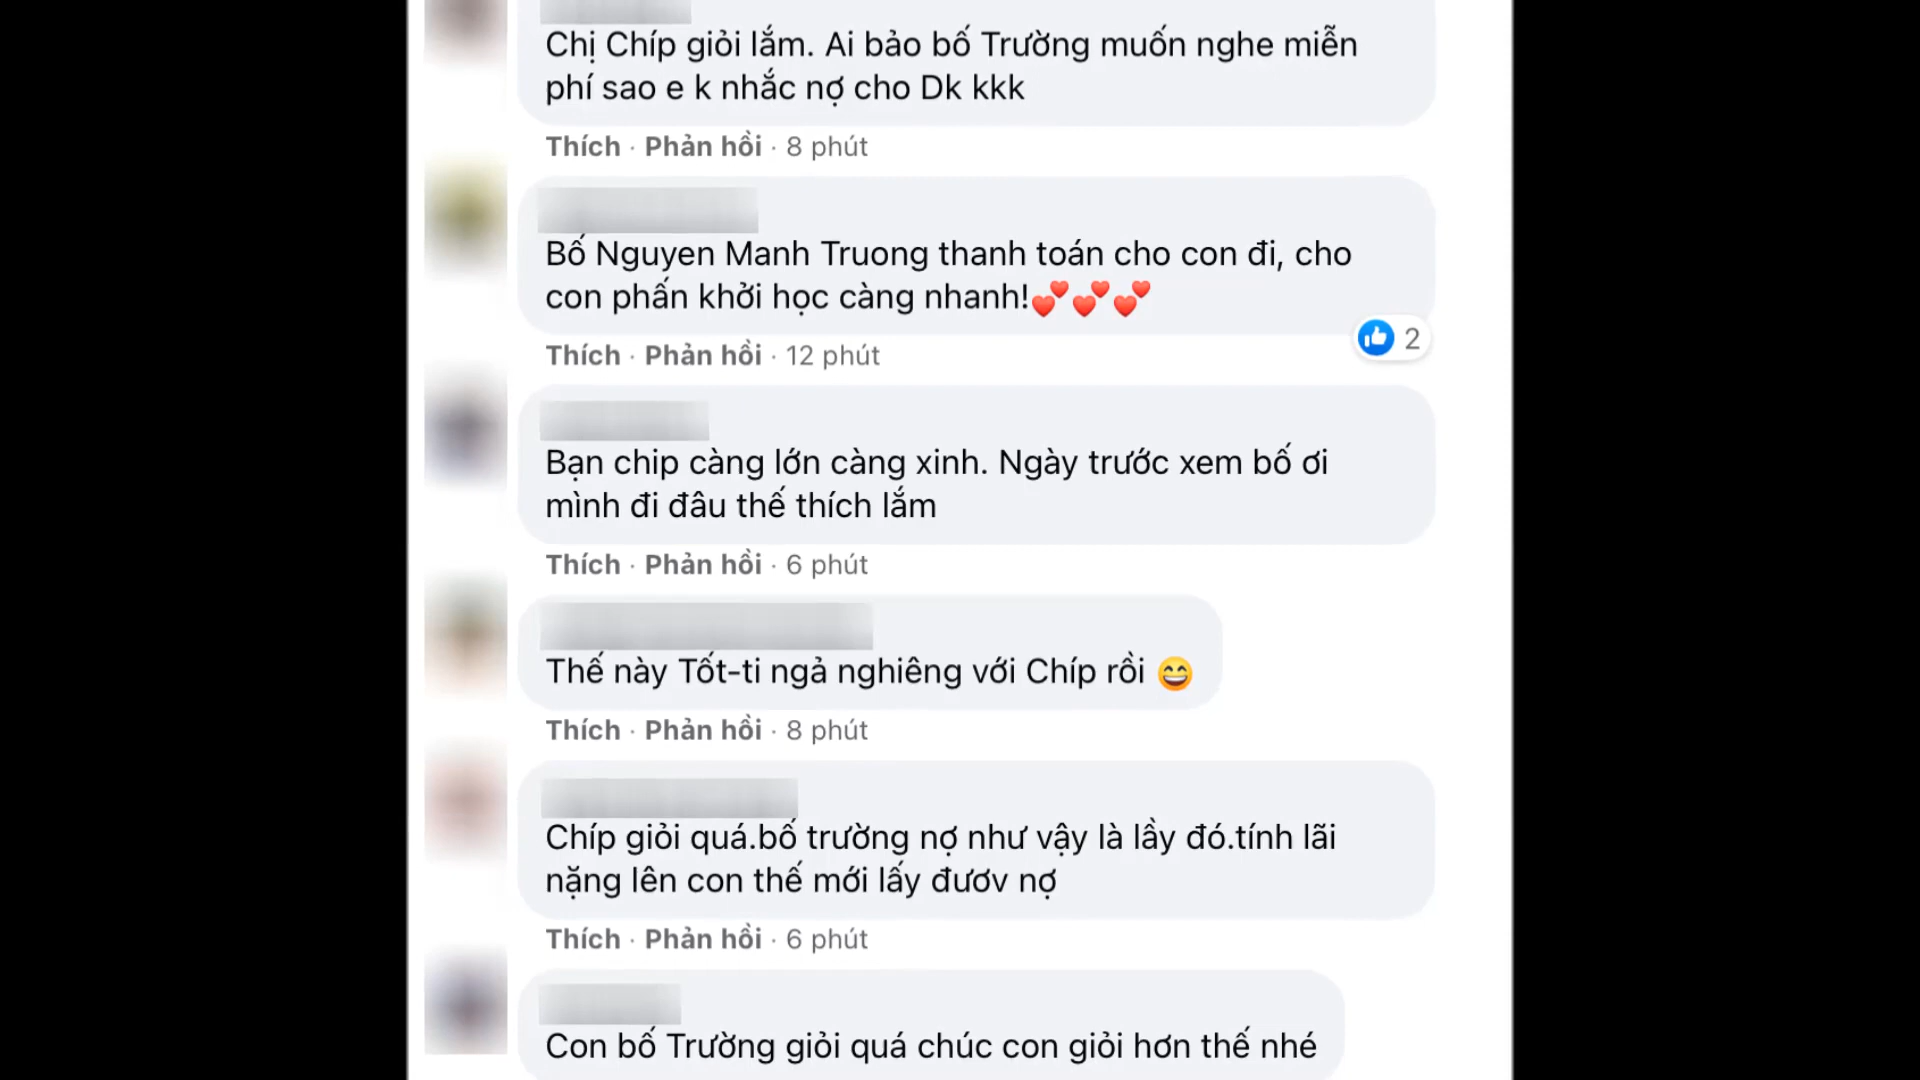 Chị Chíp giỏi lắm. Ai bảo bố Trường muốn nghe miễn
phí sao e k nhắc nợ cho Dk kkk
Thích · Phản hồi · 8 phút
Bố Nguyen Manh Truong thanh toán cho con đi, cho
con phấn khởi học càng nhanh!💕💕💕
2
Thích · Phản hồi · 12 phút
Bạn chip càng lớn càng xinh. Ngày trước xem bố ơi
mình đi đâu thế thích lắm
Thích · Phản hồi · 6 phút
Thế này Tốt-ti ngả nghiêng với Chíp rồi 😄
Thích · Phản hồi · 8 phút
Chíp giỏi quá.bố trường nợ như vậy là lầy đó.tính lãi
nặng lên con thế mới lấy đươv nợ
Thích · Phản hồi · 6 phút
Con bố Trường giỏi quá chúc con giỏi hơn thế nhé